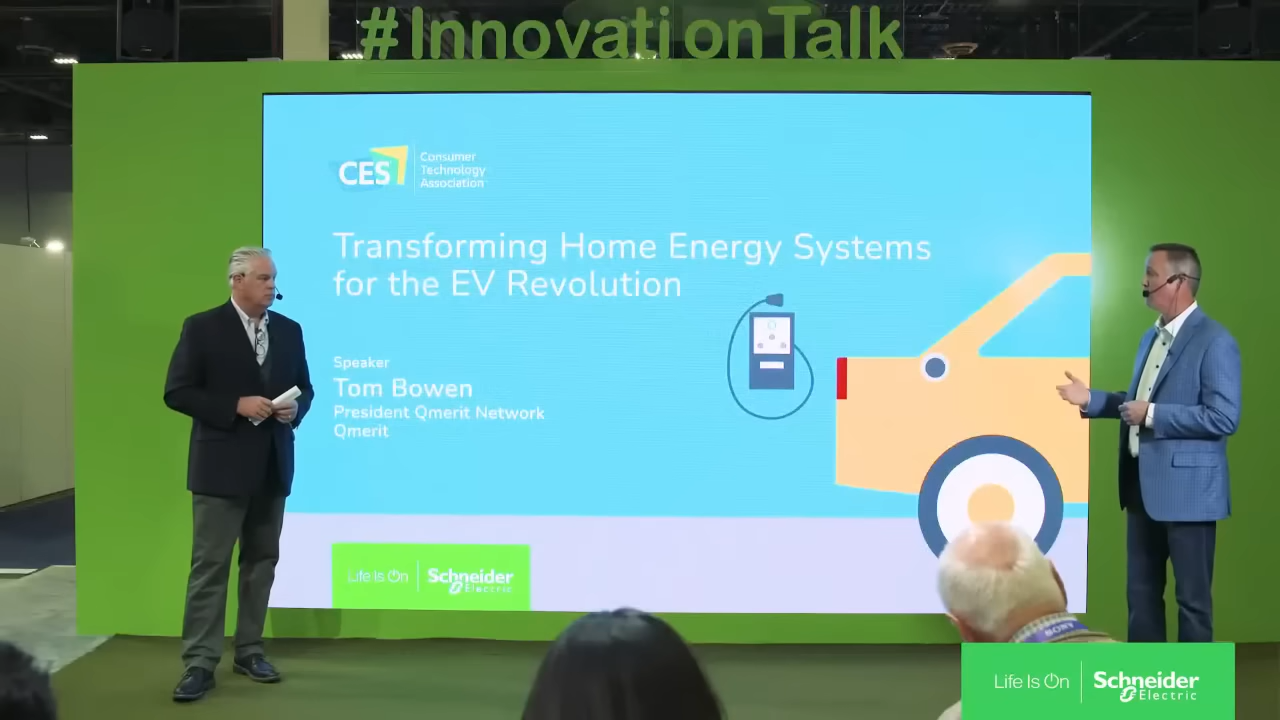 #InnovationTalk
CES
Consumer
Technology
Association
Transforming Home Energy Systems
for the EV Revolution
Speaker
Tom Bowen
President Qmerit Network
Qmerit
Life Is On
Schneider
Electric
SONY
Life Is On
Schneider
Electric